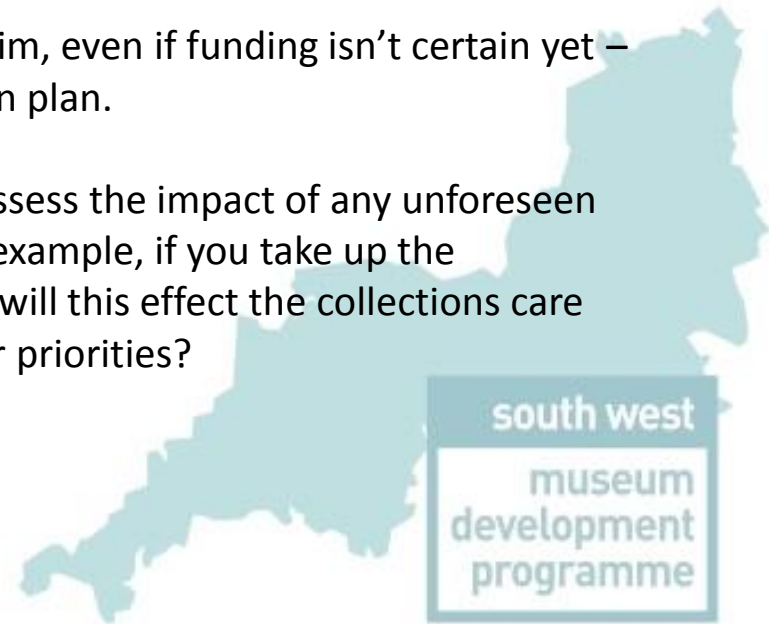 im, even if funding isn't certain yet –
n plan.
ssess the impact of any unforeseen
example, if you take up the
will this effect the collections care
r priorities?
south west
museum
development
programme